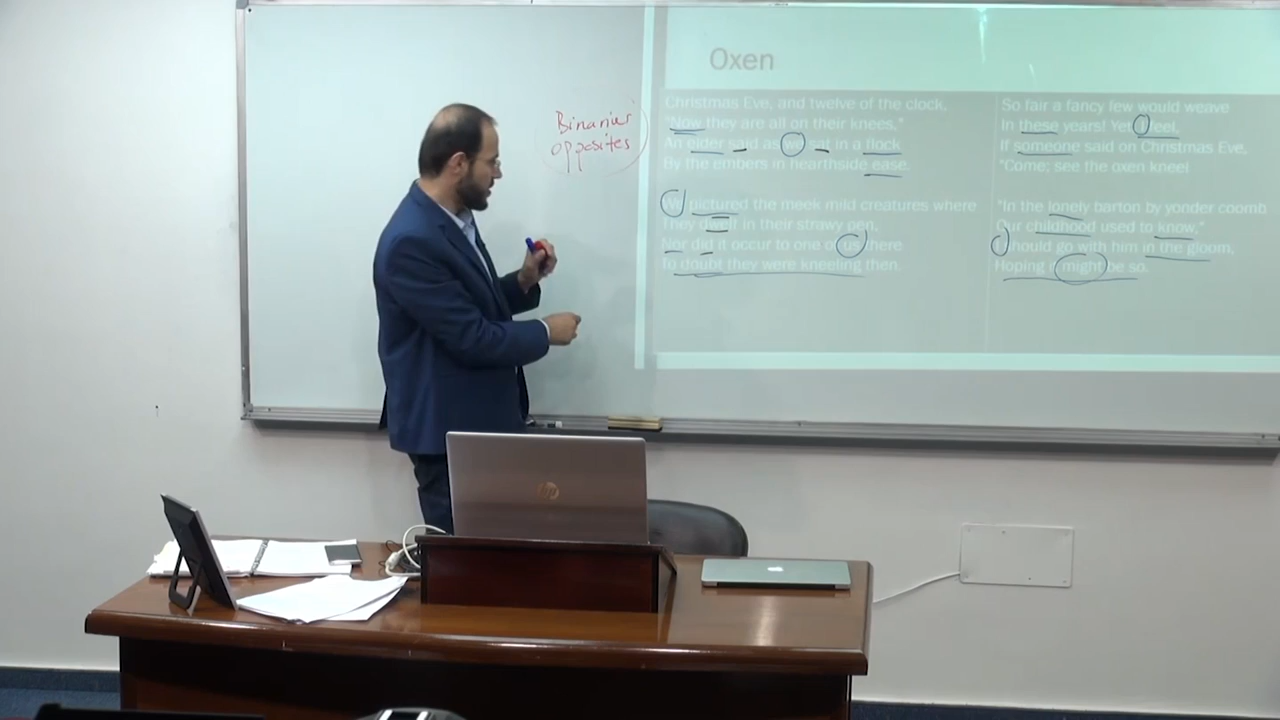 Binaries
opposites
Oxen
Christmas Eve, and twelve of the clock,
"Now they are all on their knees,"
An elder said as we sat in a flock
By the embers in hearthside ease.
We pictured the meek mild creatures where
They dwelt in their strawy pen,
Nor did it occur to one of us there
To doubt they were kneeling then.
So fair a fancy few would weave
In these years! Yet, I feel,
If someone said on Christmas Eve,
"Come; see the oxen kneel
"In the lonely barton by yonder coomb
Our childhood used to know,"
I should go with him in the gloom,
Hoping it might be so.
hp